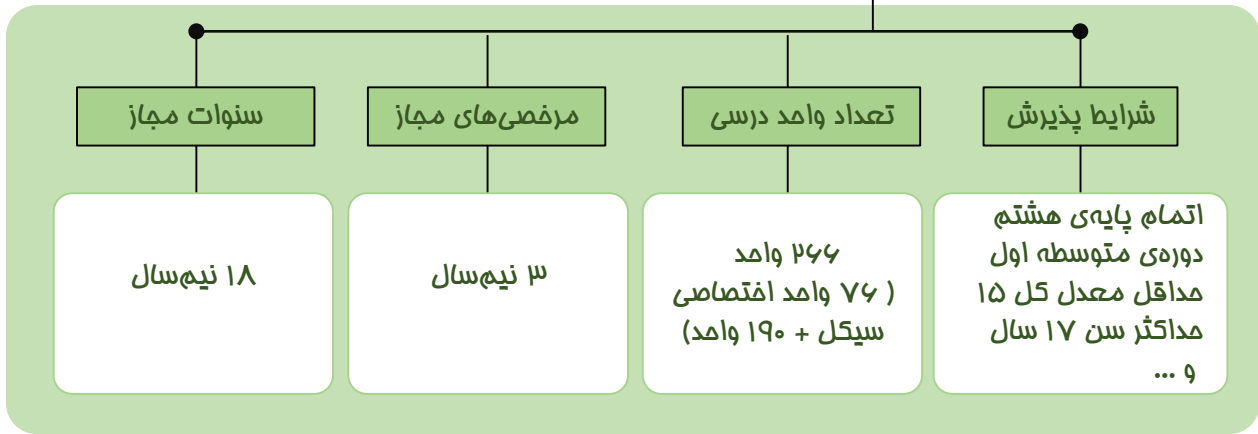 شرایط پذیرش
تعداد واحد درسی
مرخصی‌های مجاز
سنوات مجاز
اتمام پایه‌ی هشتم
دوره‌ی متوسطه اول
حداقل معدل کل ۱۵
حداکثر سن ۱۷ سال
و ...
۲۶۶ واحد
( ۷۶ واحد اختصاصی
سیکل + ۱۹۰ واحد)
۳ نیم‌سال
۱۸ نیم‌سال